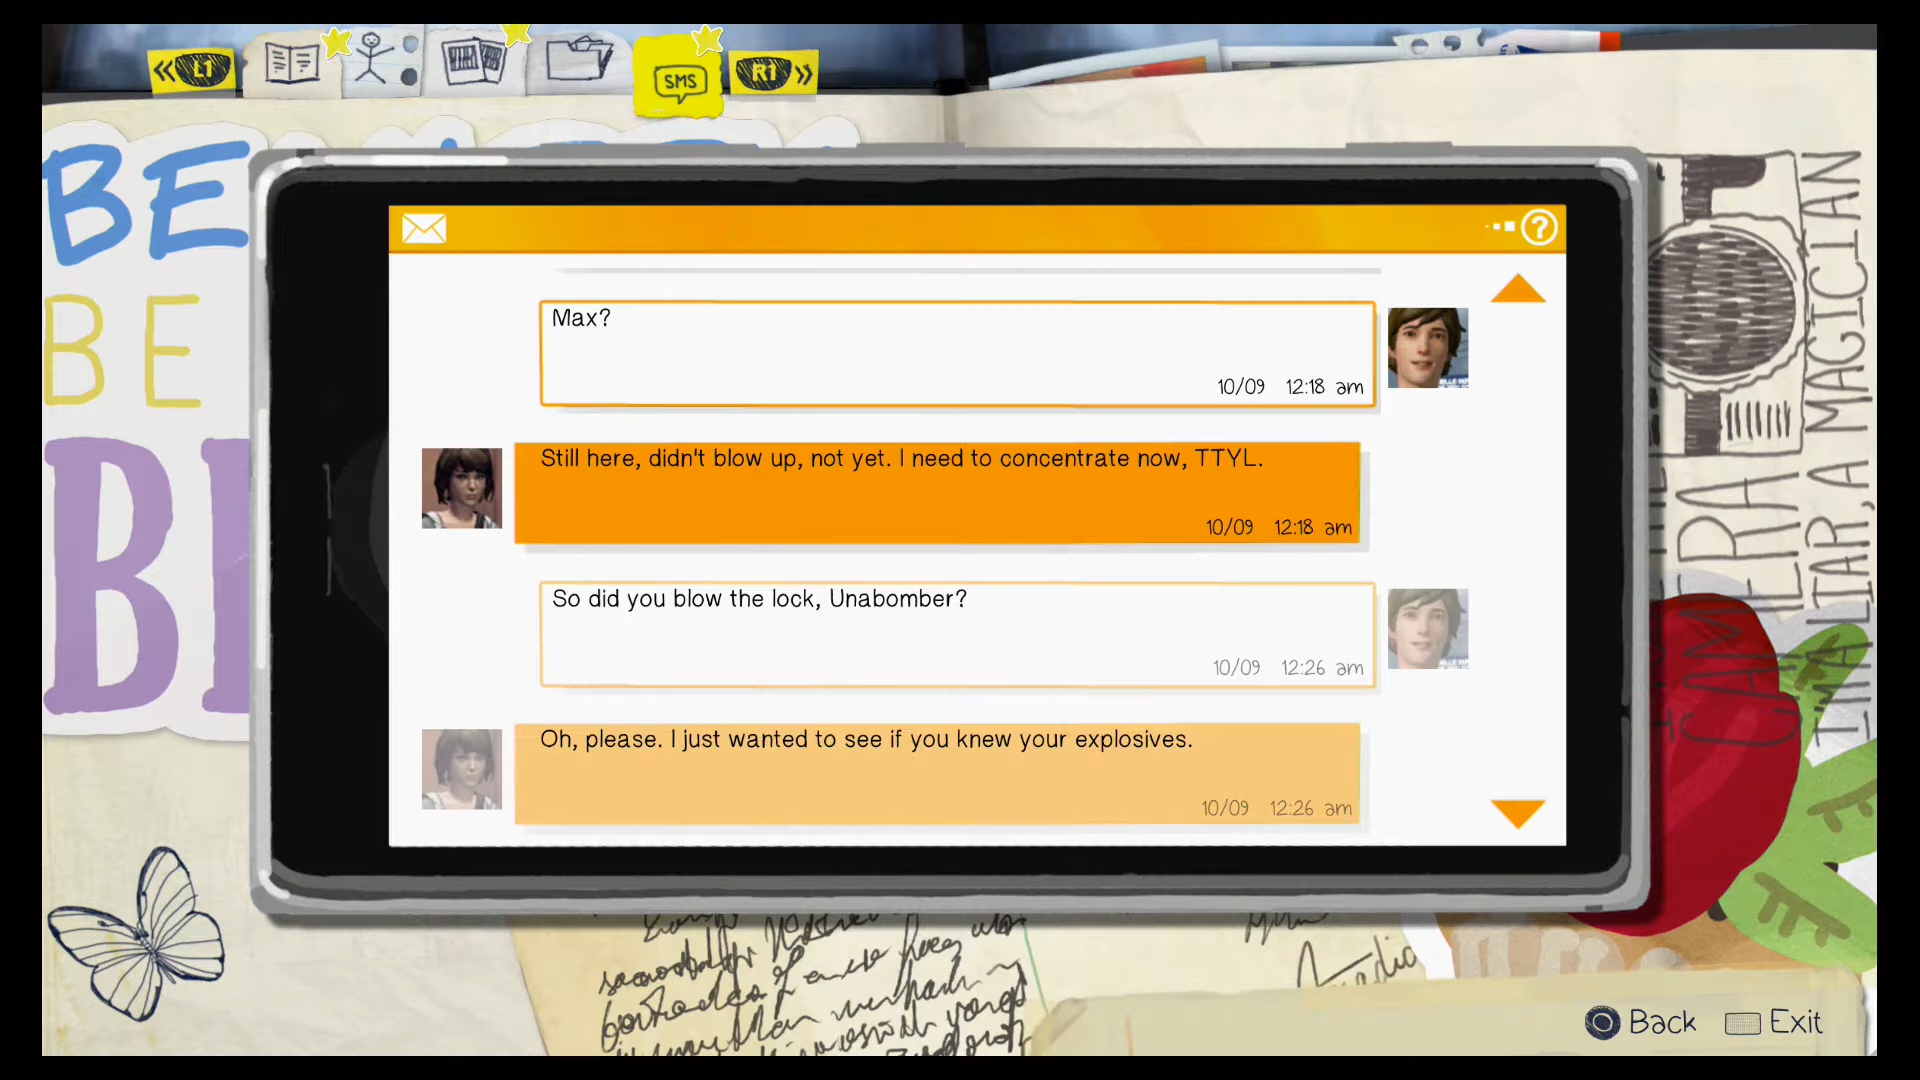 L1
SMS
R1
BE
BE
Max?
10/09 12:18 am
Still here, didn't blow up, not yet. I need to concentrate now, TTYL.
10/09 12:18 am
So did you blow the lock, Unabomber?
10/09 12:26 am
Oh, please. I just wanted to see if you knew your explosives.
10/09 12:26 am
?
CAMERA
I'M ALTAR, A MAGICIAN
Back
Exit